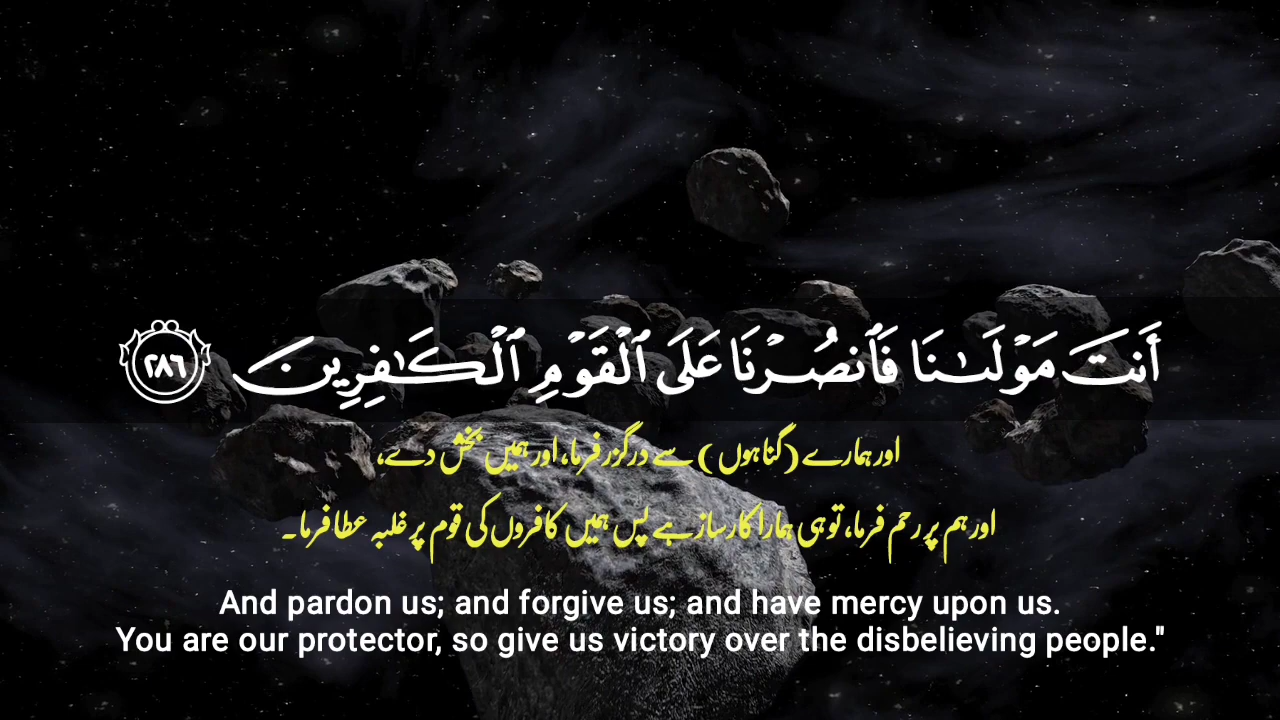 أَنتَ مَوْلَىٰنَا فَٱنصُرْنَا عَلَى ٱلْقَوْمِ ٱلْكَـٰفِرِينَ ٢٨٦
اور ہمارے (گناہوں) سے درگزر فرما، اور ہمیں بخش دے،
اور ہم پر رحم فرما، تو ہی ہمارا کارساز ہے پس ہمیں کافروں کی قوم پر غلبہ عطا فرما۔
And pardon us; and forgive us; and have mercy upon us.
You are our protector, so give us victory over the disbelieving people."